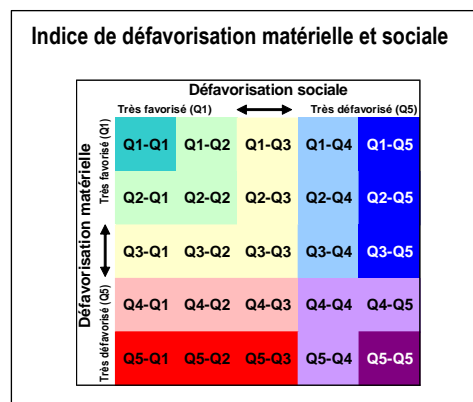 Indice de défavorisation matérielle et sociale
Défavorisation sociale
Très favorisé (Q1)
Très défavorisé (Q5)
Défavorisation matérielle
Très favorisé (Q1)
Très défavorisé (Q5)
Q1-Q1 Q1-Q2 Q1-Q3 Q1-Q4 Q1-Q5
Q2-Q1 Q2-Q2 Q2-Q3 Q2-Q4 Q2-Q5
Q3-Q1 Q3-Q2 Q3-Q3 Q3-Q4 Q3-Q5
Q4-Q1 Q4-Q2 Q4-Q3 Q4-Q4 Q4-Q5
Q5-Q1 Q5-Q2 Q5-Q3 Q5-Q4 Q5-Q5